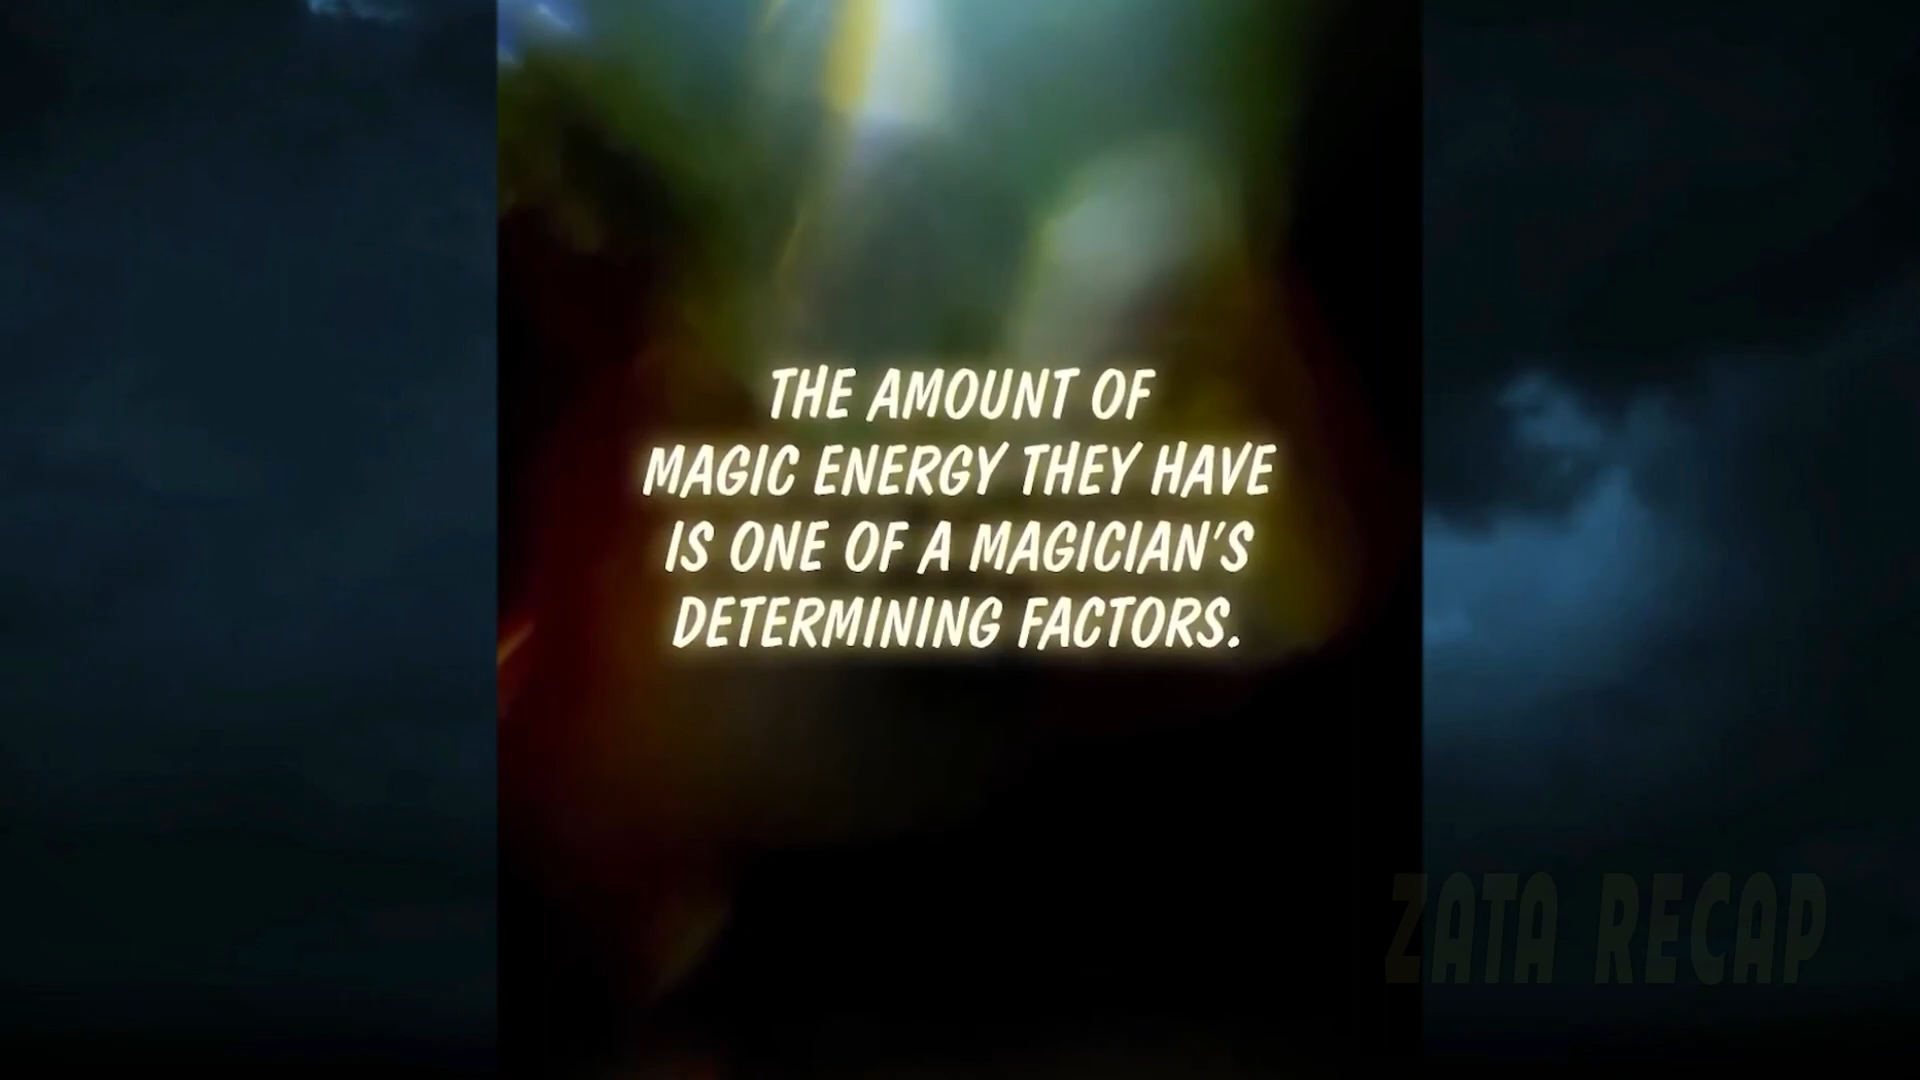 THE AMOUNT OF
MAGIC ENERGY THEY HAVE
IS ONE OF A MAGICIAN'S
DETERMINING FACTORS.
ZATA RECAP